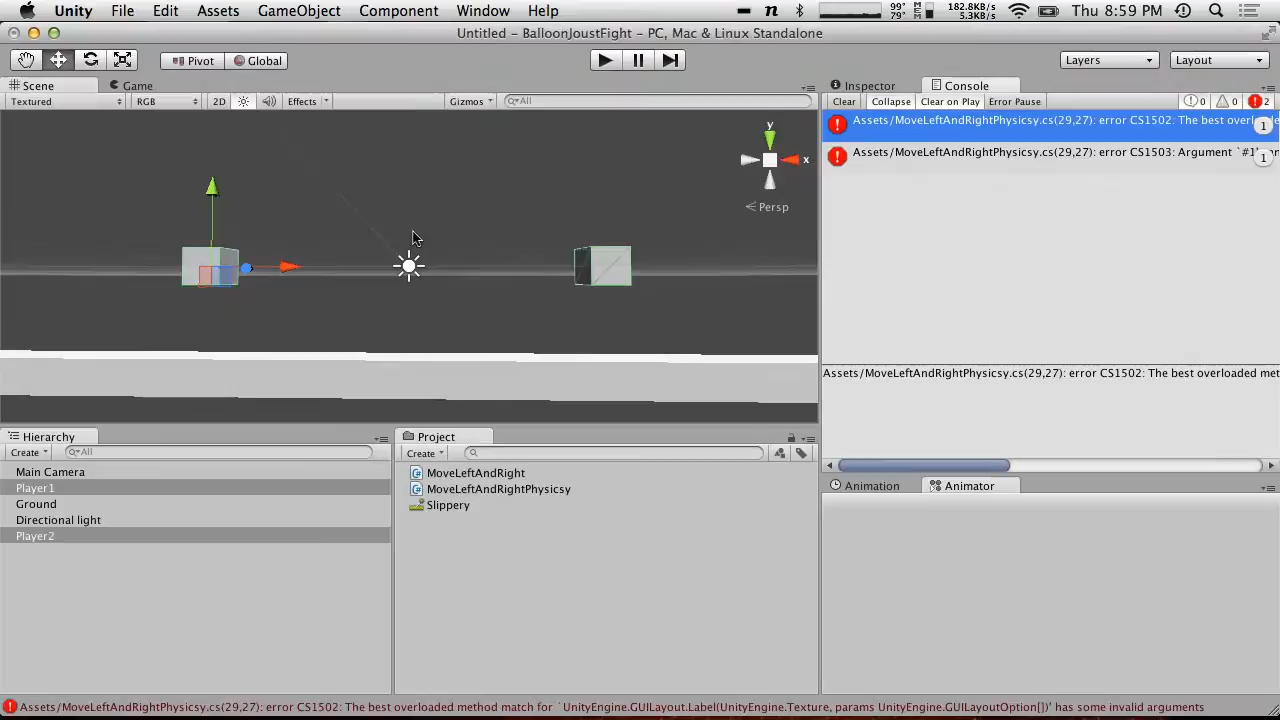 Unity File Edit Assets GameObject Component Window Help 99° 79° MEM 182.8KB/s 5.3KB/s Thu 8:59 PM
Untitled - BalloonJoustFight - PC, Mac & Linux Standalone
Pivot Global Layers Layout
Scene Game Inspector Console
Textured RGB 2D Effects Gizmos All Clear Collapse Clear on Play Error Pause 0 0 2
Assets/MoveLeftAndRightPhysicsy.cs(29,27): error CS1502: The best overloaded 1
Assets/MoveLeftAndRightPhysicsy.cs(29,27): error CS1503: Argument `#1' 1
y
x
Persp
Assets/MoveLeftAndRightPhysicsy.cs(29,27): error CS1502: The best overloaded met
Hierarchy Project
Create All Create
Main Camera
Player1
Ground
Directional light
Player2
MoveLeftAndRight
MoveLeftAndRightPhysicsy
Slippery
Animation Animator
Assets/MoveLeftAndRightPhysicsy.cs(29,27): error CS1502: The best overloaded method match for `UnityEngine.GUILayout.Label(UnityEngine.Texture, params UnityEngine.GUILayoutOption[])' has some invalid arguments